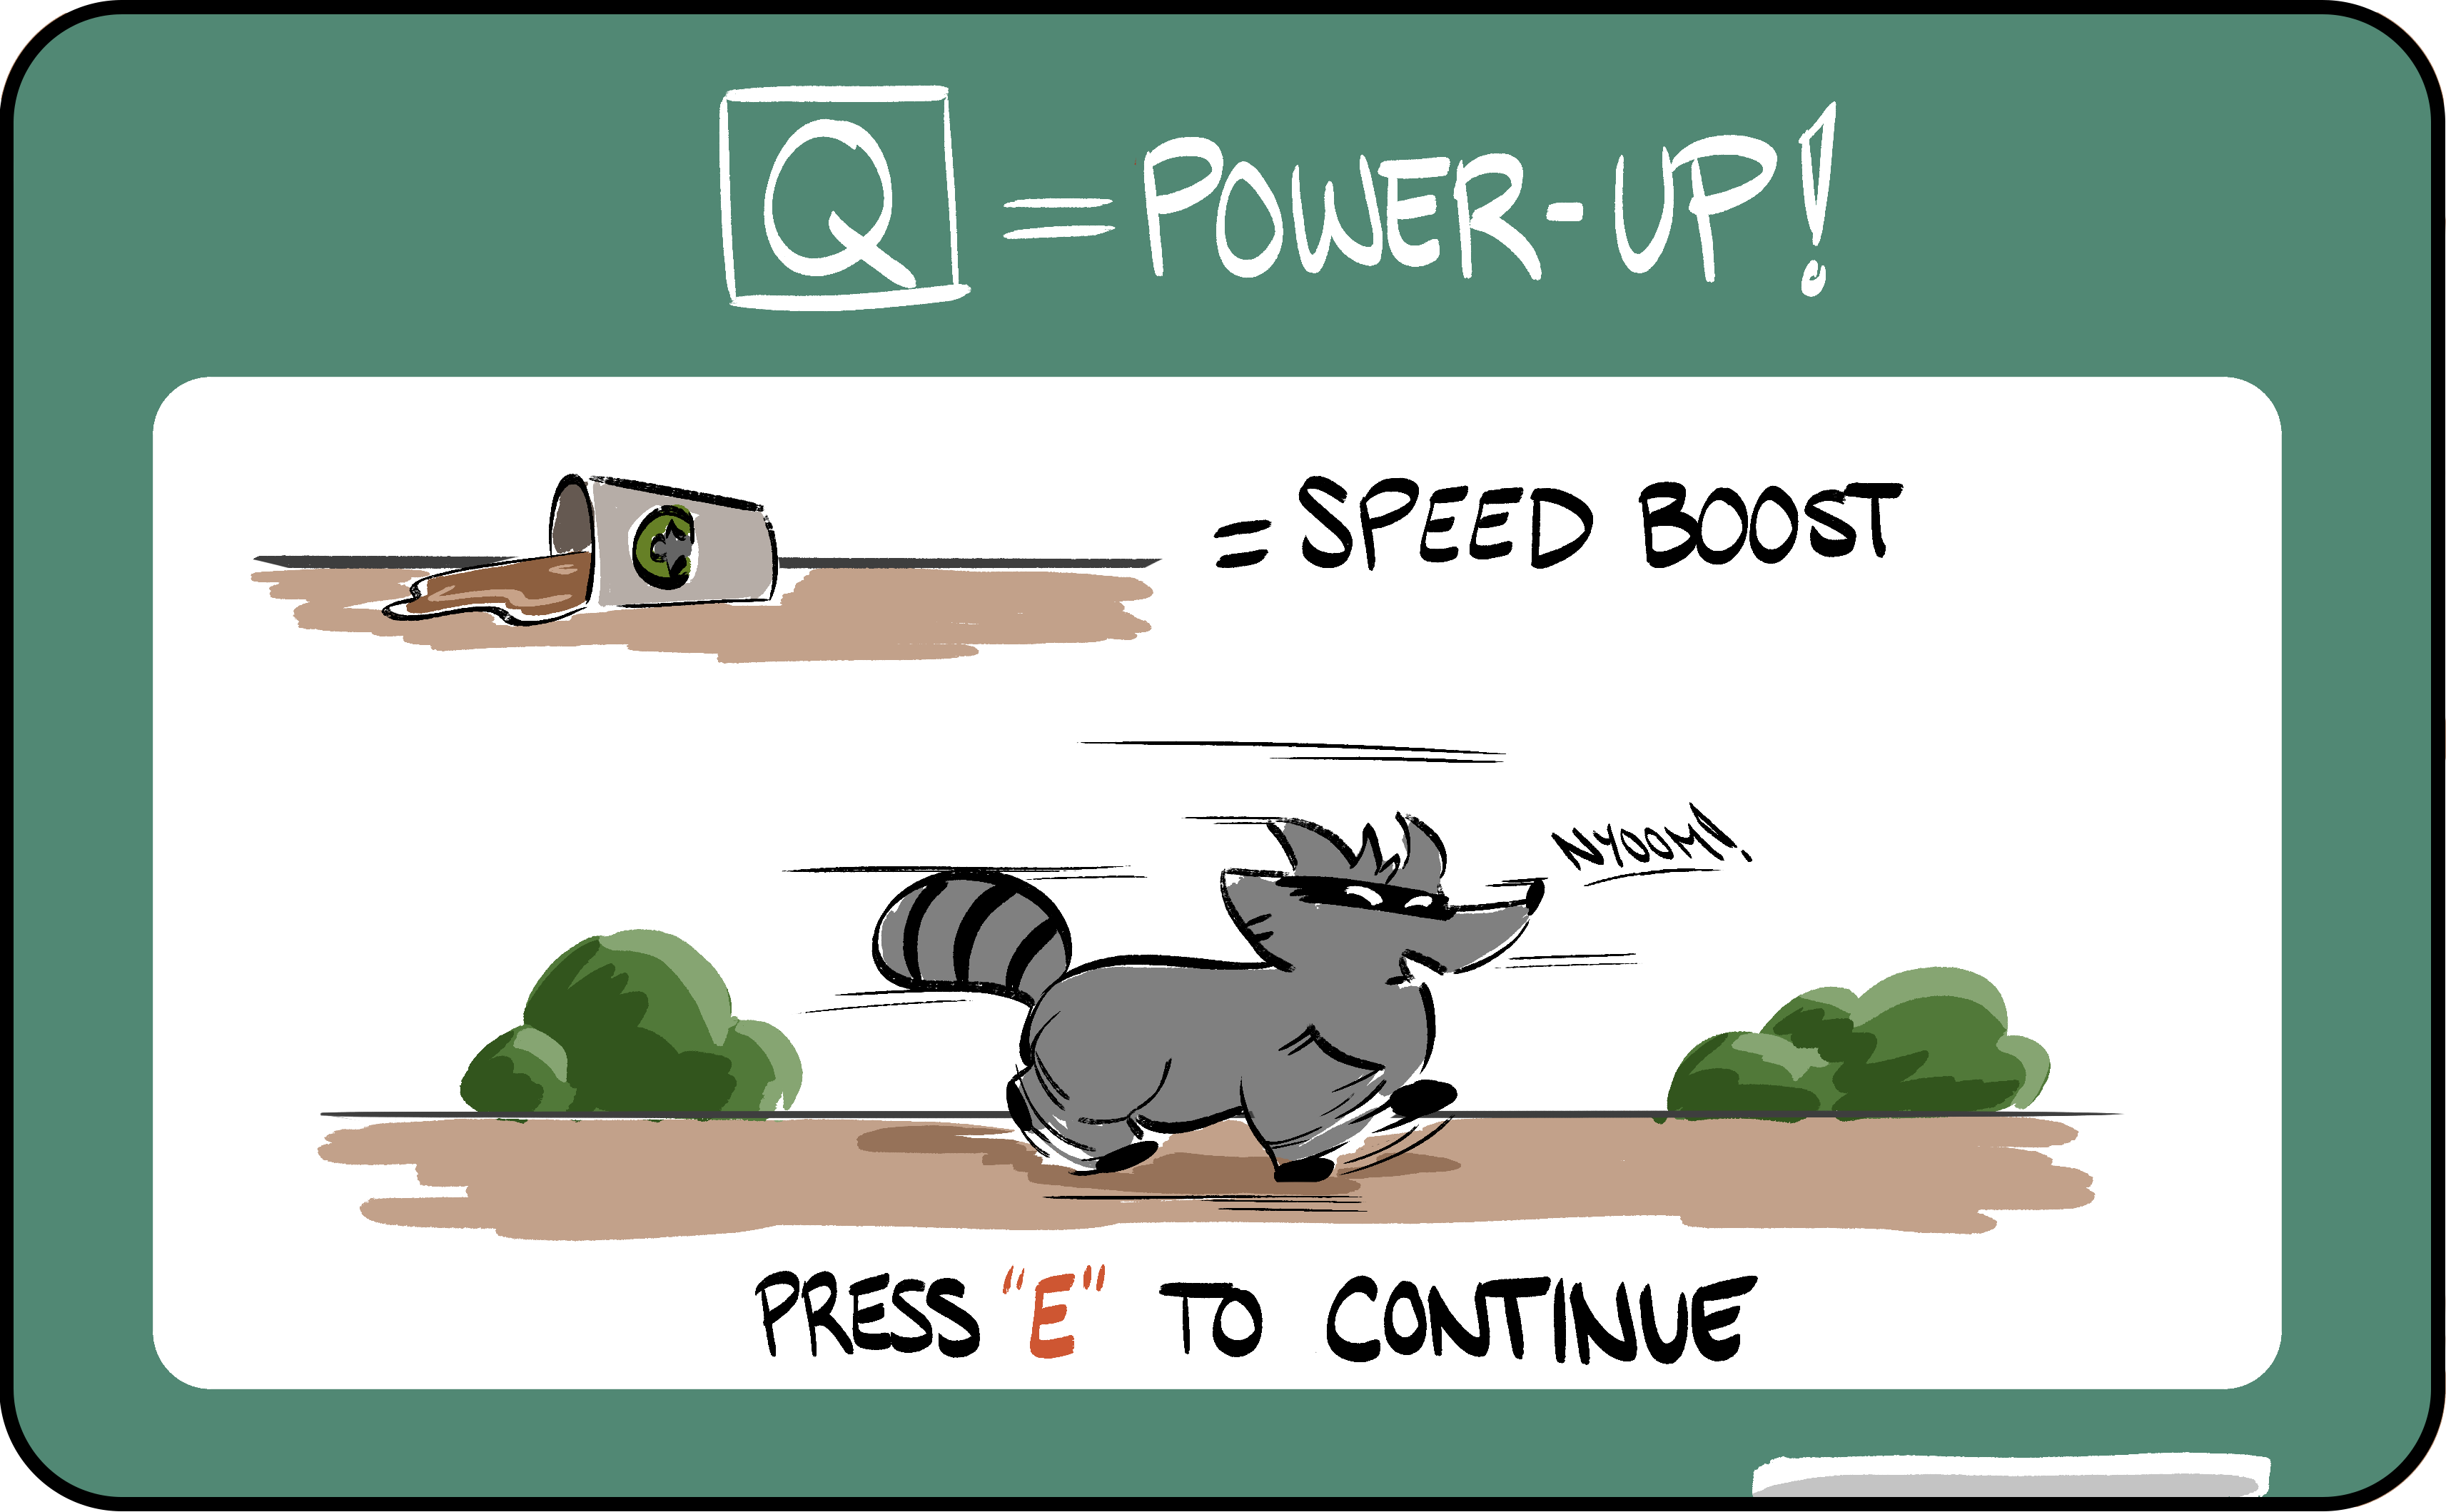 Q = POWER-UP!
= SPEED BOOST
NYOOM!!
PRESS "E" TO CONTINUE